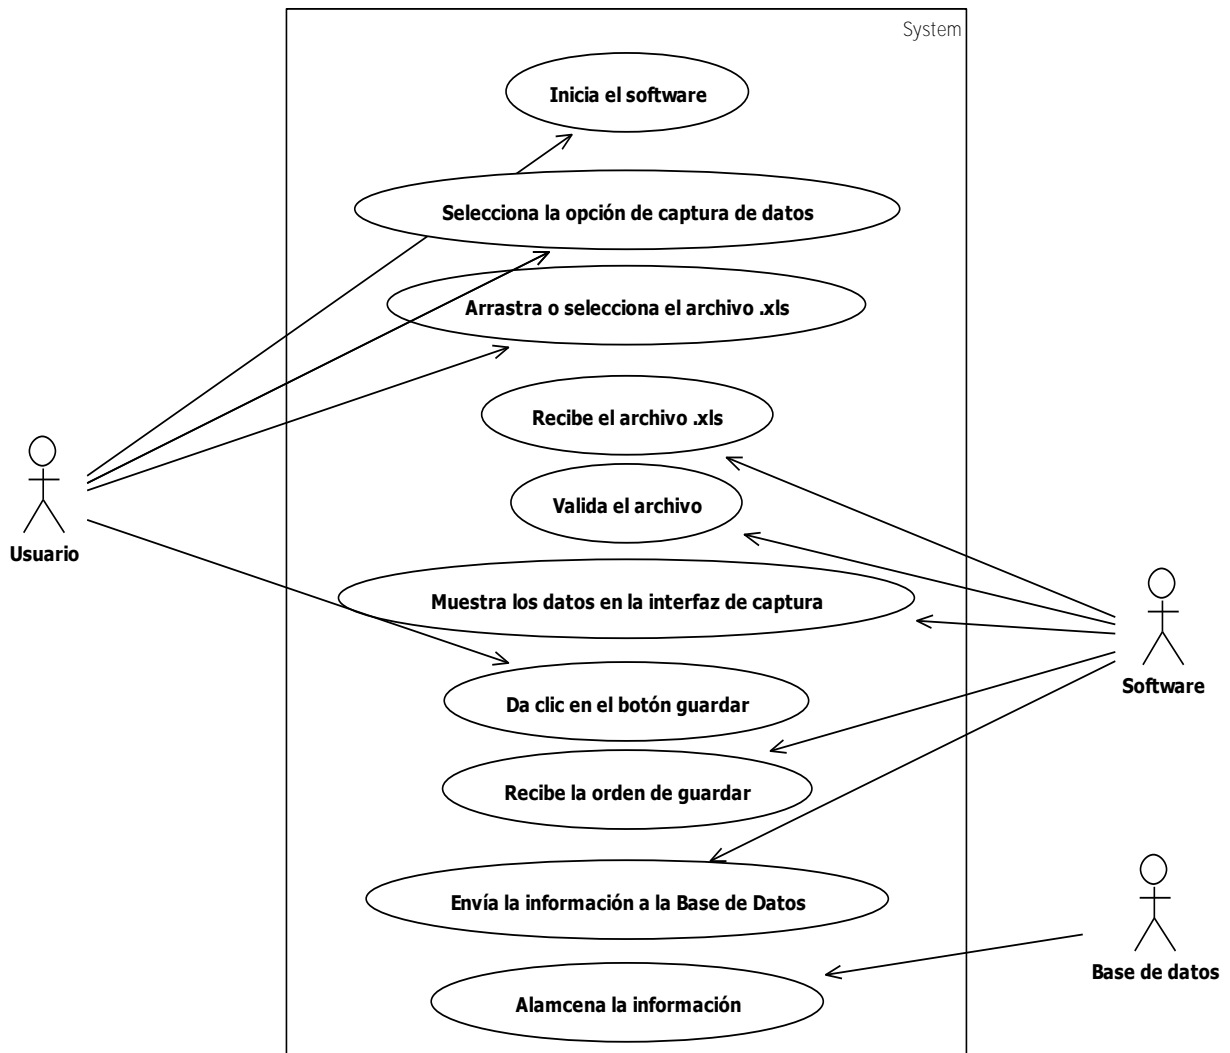 System
Inicia el software
Selecciona la opción de captura de datos
Arrastra o selecciona el archivo .xls
Recibe el archivo .xls
Valida el archivo
Usuario
Muestra los datos en la interfaz de captura
Software
Da clic en el botón guardar
Recibe la orden de guardar
Envía la información a la Base de Datos
Base de datos
Alamcena la información